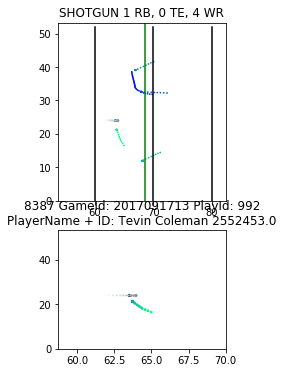 SHOTGUN 1 RB, 0 TE, 4 WR
50
40
30
20
10
0
60 70 80
8387 GameId: 2017091713 PlayId: 992
PlayerName + ID: Tevin Coleman 2552453.0
40
20
0
60.0 62.5 65.0 67.5 70.0